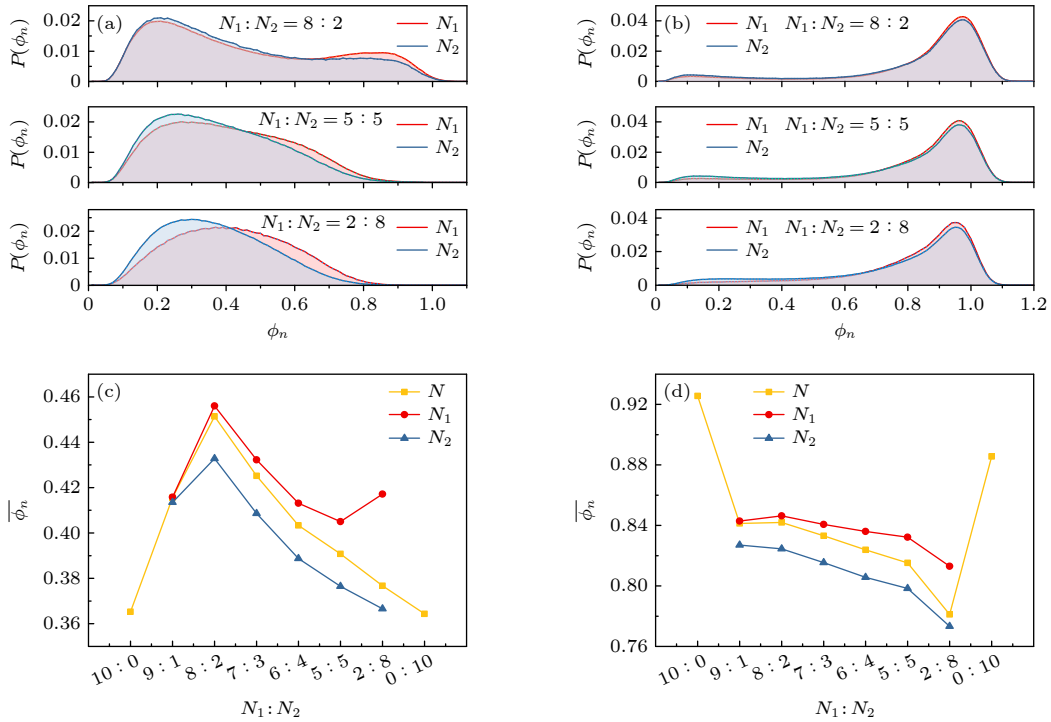 (a)
N₁:N₂ = 8 : 2
N₁
N₂
P(ϕₙ)
0.02
0.01
0
N₁:N₂ = 5 : 5
N₁
N₂
P(ϕₙ)
0.02
0.01
0
N₁:N₂ = 2 : 8
N₁
N₂
P(ϕₙ)
0.02
0.01
0
0 0.2 0.4 0.6 0.8 1.0
ϕₙ
(b)
N₁ N₁:N₂ = 8 : 2
N₂
P(ϕₙ)
0.04
0.02
0
N₁ N₁:N₂ = 5 : 5
N₂
P(ϕₙ)
0.04
0.02
0
N₁ N₁:N₂ = 2 : 8
N₂
P(ϕₙ)
0.04
0.02
0
0 0.2 0.4 0.6 0.8 1.0 1.2
ϕₙ
(c)
N
N₁
N₂
ϕ̅ₙ
0.46
0.44
0.42
0.40
0.38
0.36
10 : 0 9 : 1 8 : 2 7 : 3 6 : 4 5 : 5 2 : 8 0 : 10
N₁:N₂
(d)
N
N₁
N₂
ϕ̅ₙ
0.92
0.88
0.84
0.80
0.76
10 : 0 9 : 1 8 : 2 7 : 3 6 : 4 5 : 5 2 : 8 0 : 10
N₁:N₂